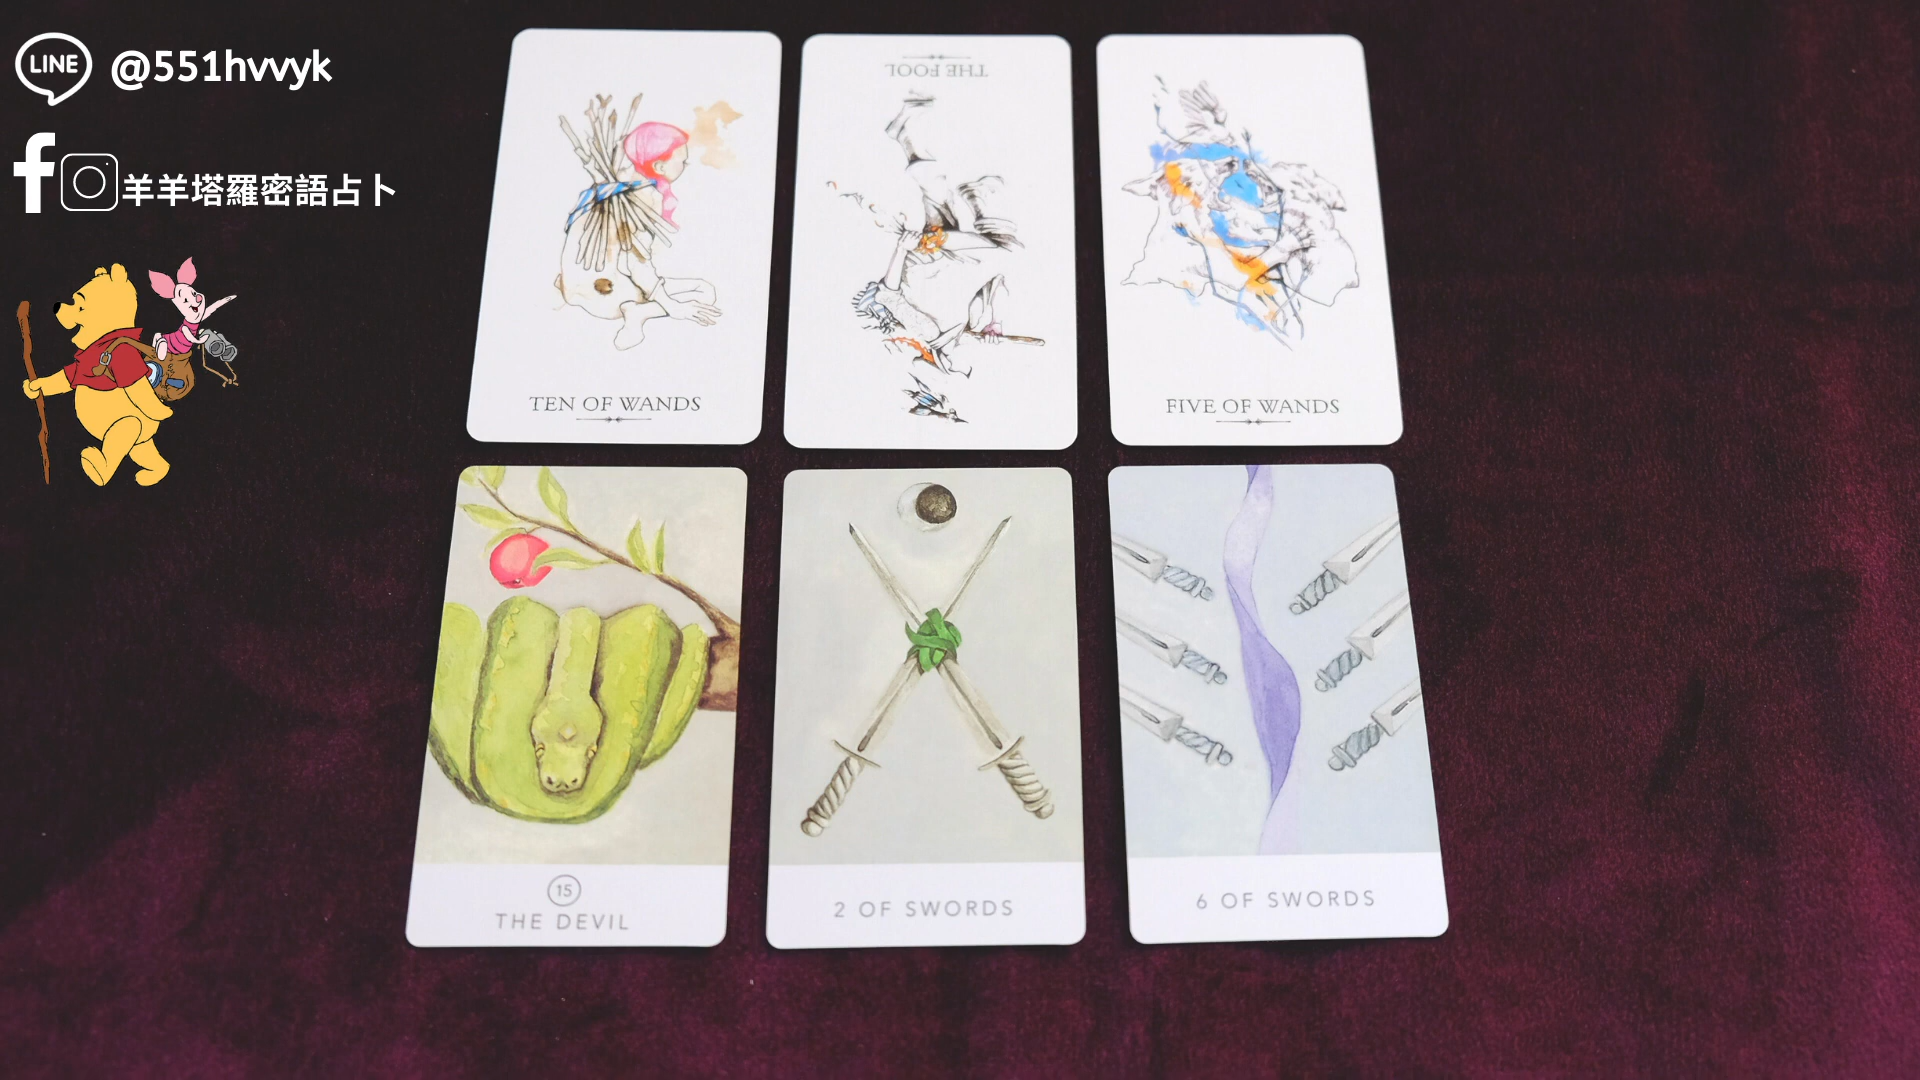 LINE
@551hvvyk
羊羊塔羅密語占卜
TEN OF WANDS
THE FOOL
FIVE OF WANDS
15
THE DEVIL
2 OF SWORDS
6 OF SWORDS